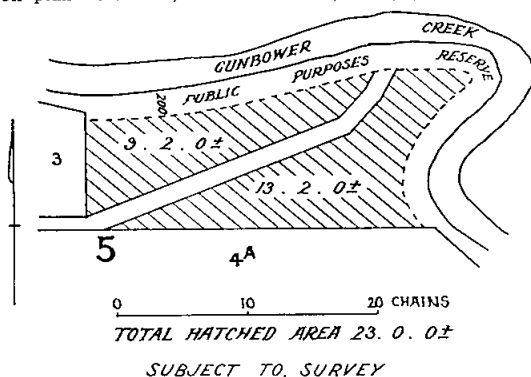 CREEK
GUNBOWER
RESERVE
PURPOSES
PUBLIC
200
9. 2. 0±
3
13. 2. 0±
5
4A
0 10 20 CHAINS
TOTAL HATCHED AREA 23. 0. 0±
SUBJECT TO SURVEY